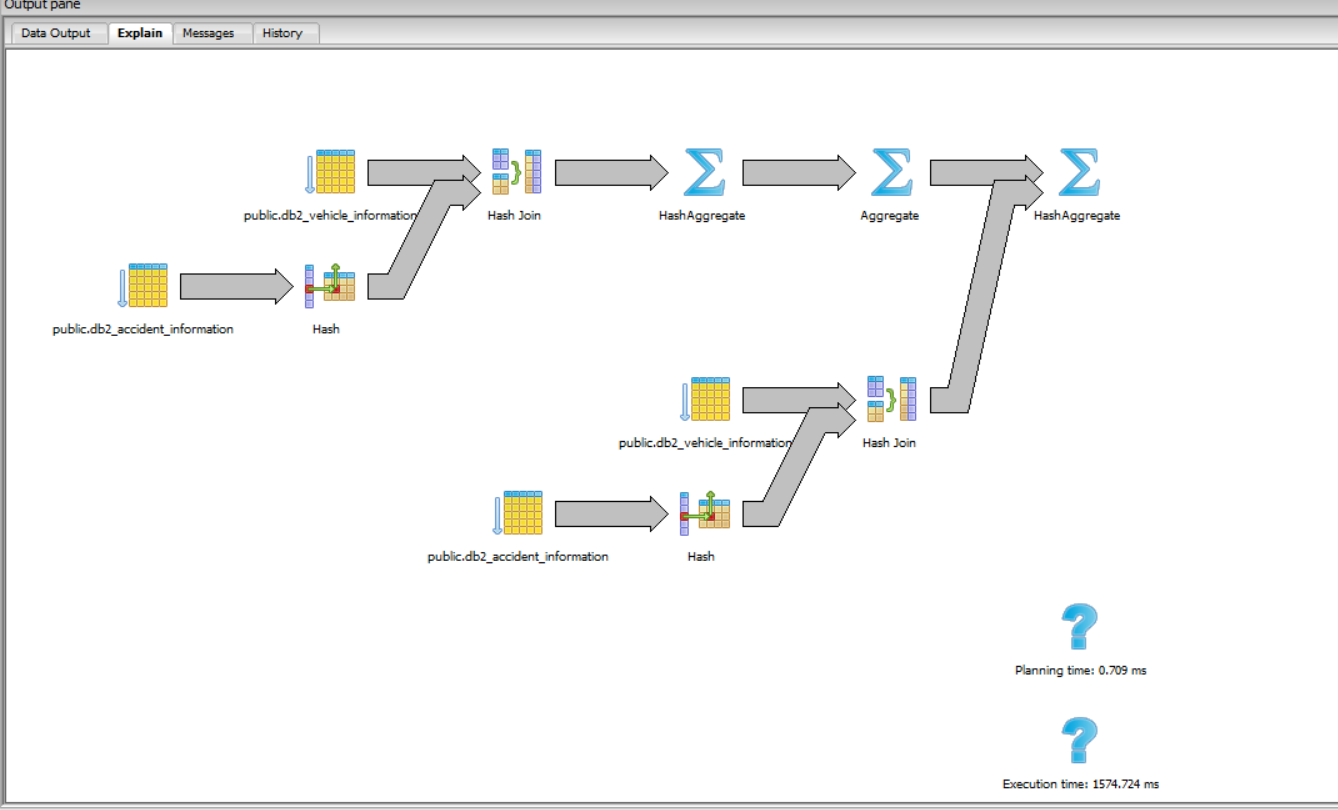 Output pane
Data Output
Explain
Messages
History
public.db2_vehicle_information
Hash Join
HashAggregate
Aggregate
HashAggregate
public.db2_accident_information
Hash
public.db2_vehicle_information
Hash Join
public.db2_accident_information
Hash
Planning time: 0.709 ms
Execution time: 1574.724 ms